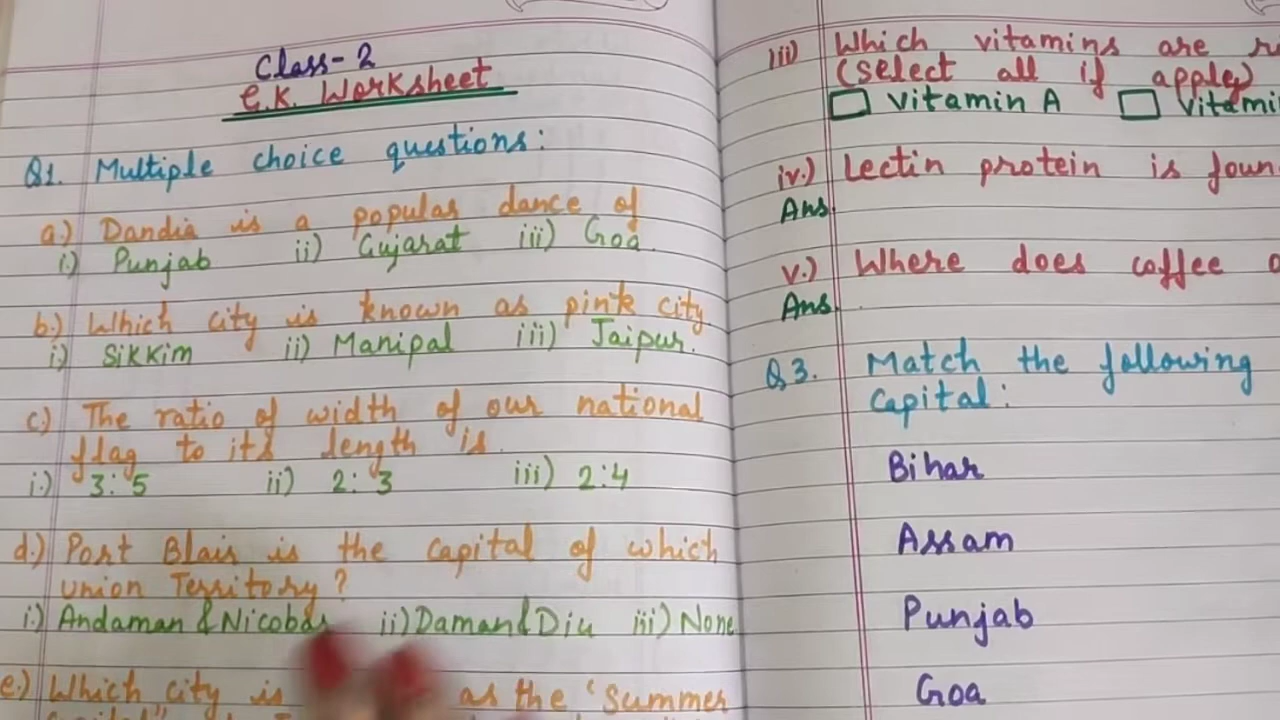 Class-2
G.K. Worksheet
Q1. Multiple choice questions:
a.) Dandia is a popular dance of
i.) Punjab ii) Gujarat iii) Goa.
b.) Which city is known as pink city
i.) Sikkim ii) Manipal iii) Jaipur.
c.) The ratio of width of our national
flag to its length is.
i.) 3:5 ii) 2:3 iii) 2:4
d.) Port Blair is the capital of which
union Territory?
i.) Andaman & Nicobar ii) Daman & Diu iii) None
e.) Which city is as the "Summer
iii) Which vitamins are
(select all if apply)
Vitamin A
iv.) Lectin protein is
Ans.
v.) Where does coffee
Ans.
Q3. Match the following
Capital:
Bihar
Assam
Punjab
Goa